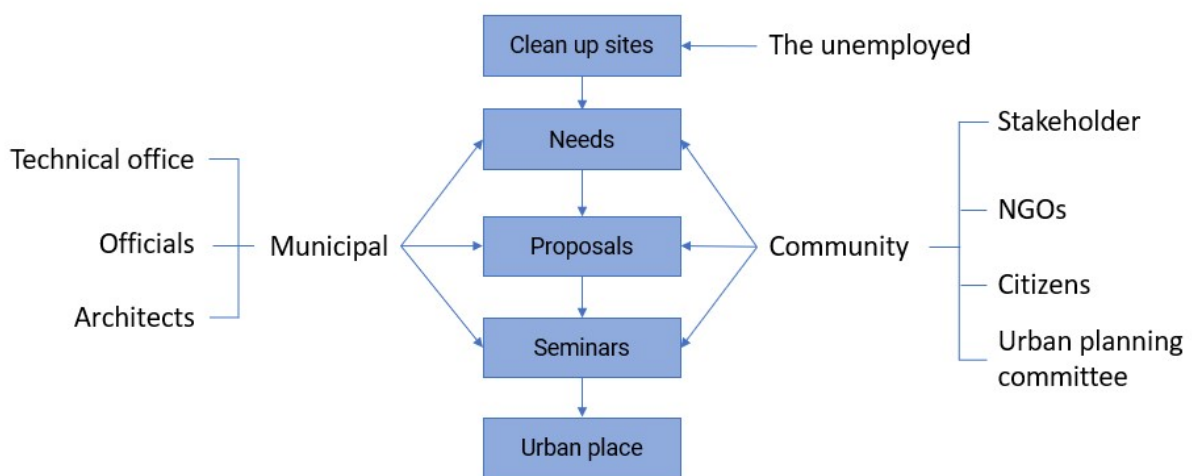 Clean up sites
The unemployed
Needs
Stakeholder
Technical office
NGOs
Officials
Municipal
Proposals
Community
Citizens
Architects
Seminars
Urban planning
committee
Urban place